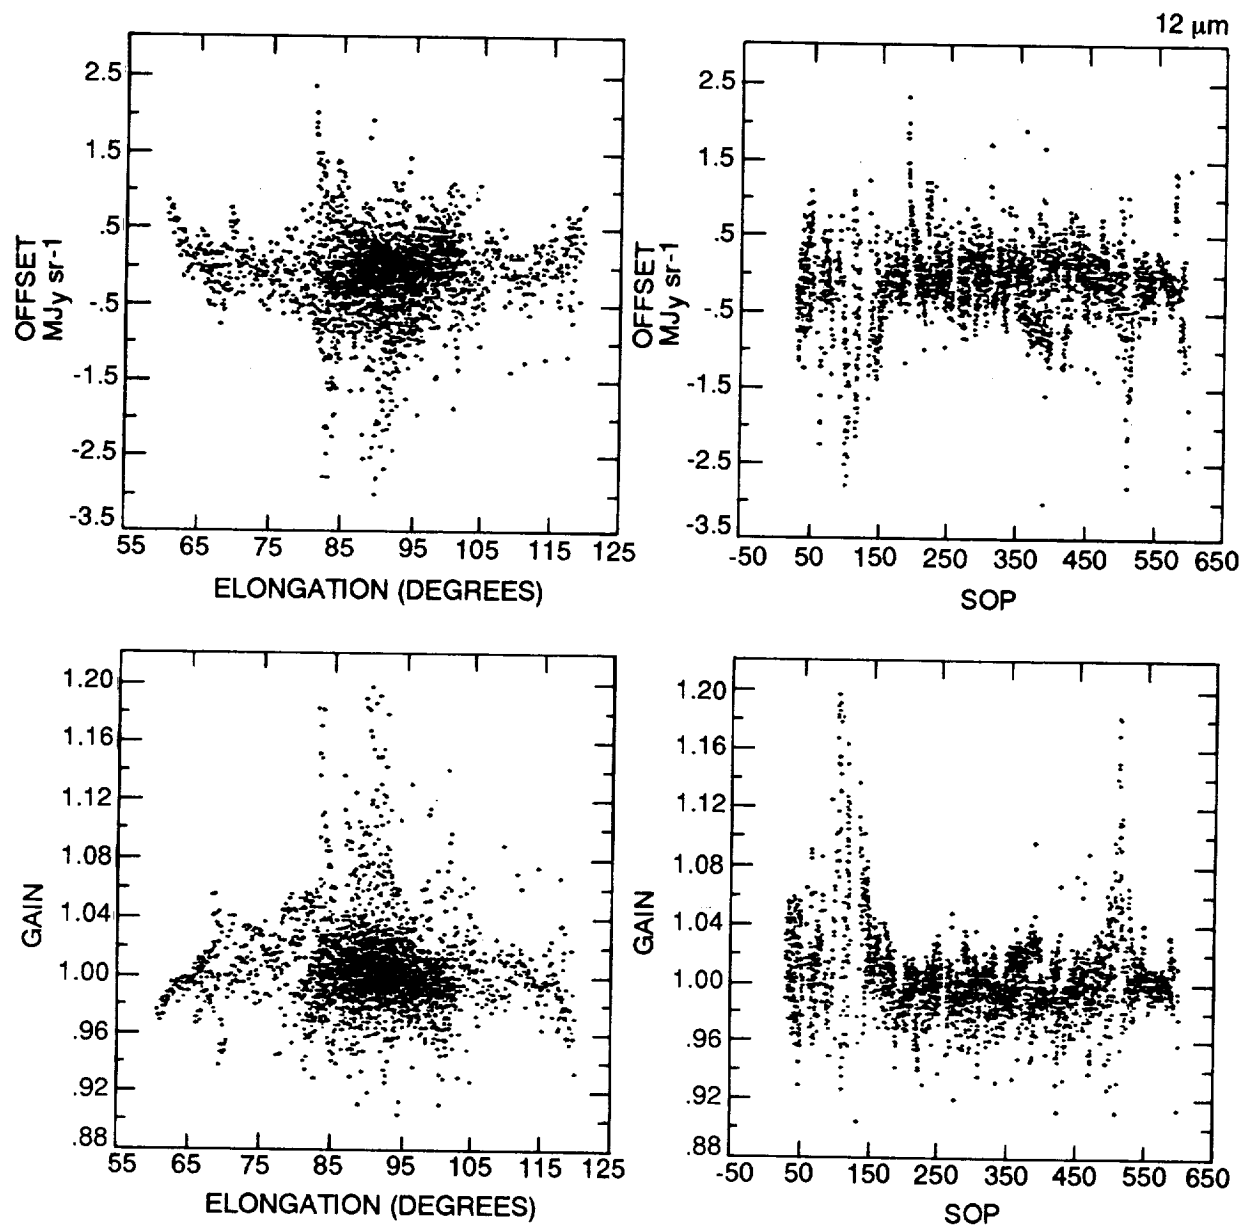 12 μm
2.5
1.5
.5
-.5
-1.5
-2.5
-3.5
OFFSET
MJy sr-1
55 65 75 85 95 105 115 125
ELONGATION (DEGREES)
2.5
1.5
.5
-.5
-1.5
-2.5
-3.5
OFFSET
MJy sr-1
-50 50 150 250 350 450 550 650
SOP
1.20
1.16
1.12
1.08
1.04
1.00
.96
.92
.88
GAIN
55 65 75 85 95 105 115 125
ELONGATION (DEGREES)
1.20
1.16
1.12
1.08
1.04
1.00
.96
.92
.88
GAIN
-50 50 150 250 350 450 550 650
SOP